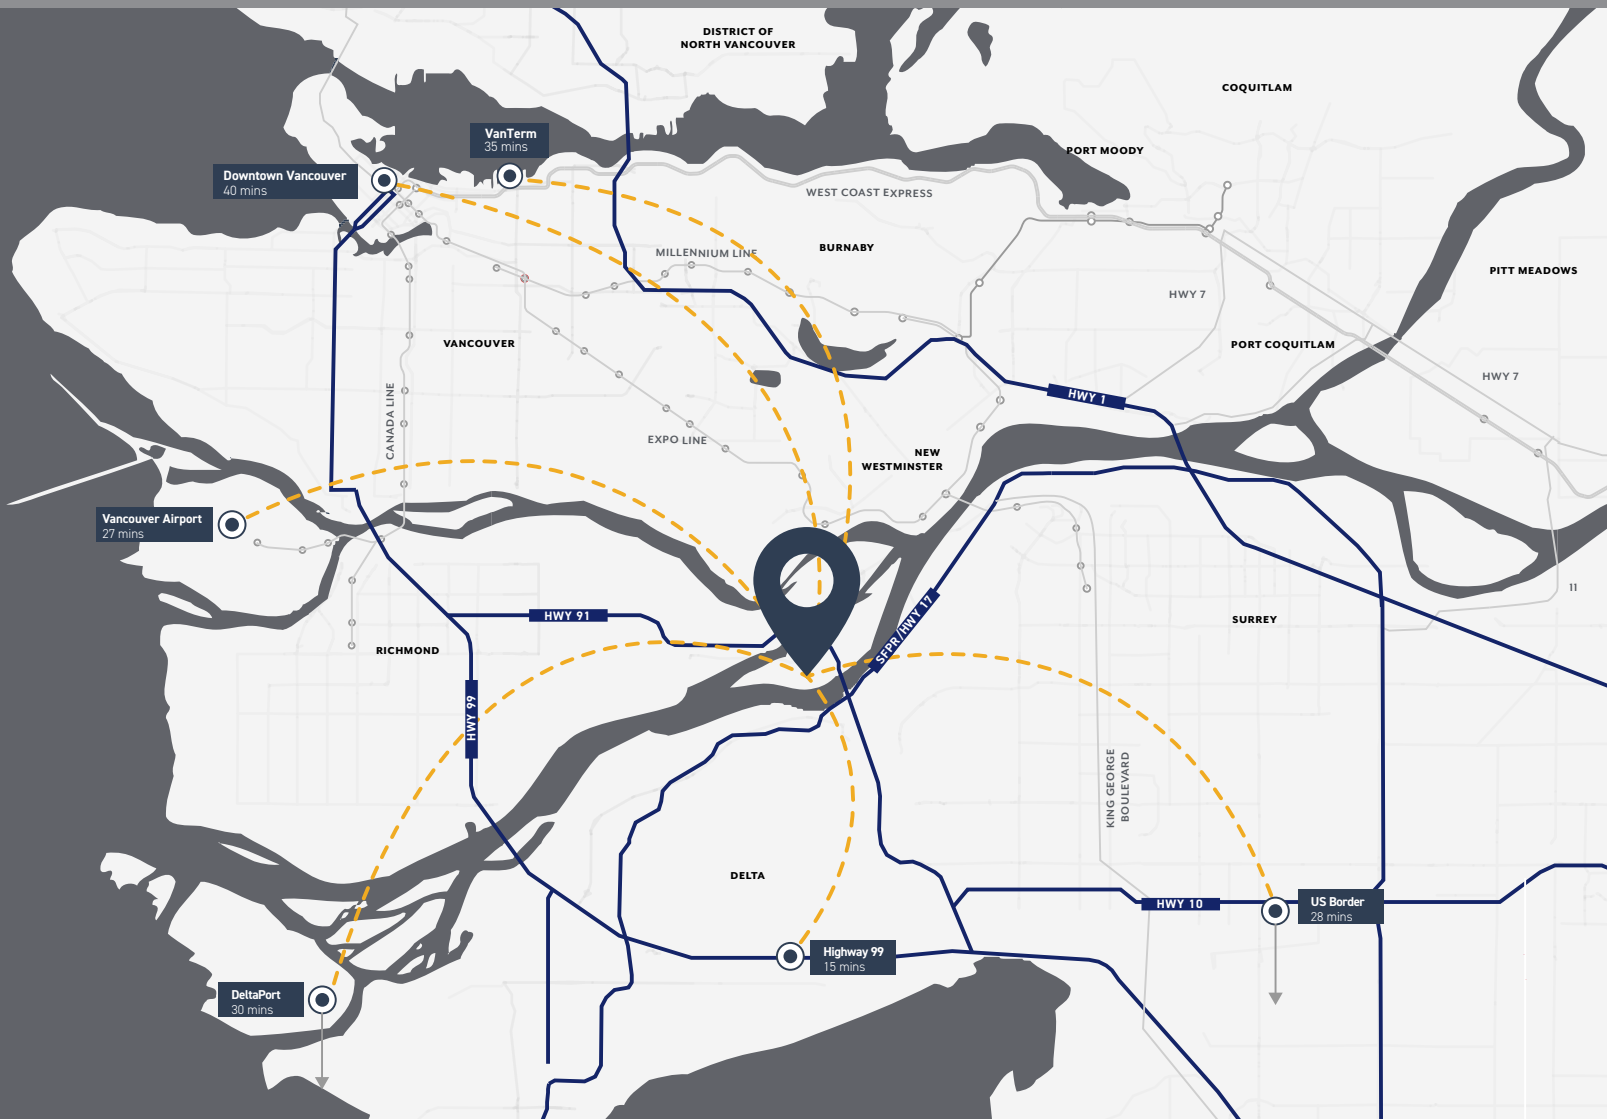 DISTRICT OF
NORTH VANCOUVER
COQUITLAM
VanTerm
35 mins
PORT MOODY
Downtown Vancouver
40 mins
WEST COAST EXPRESS
MILLENNIUM LINE
BURNABY
PITT MEADOWS
HWY 7
VANCOUVER
PORT COQUITLAM
HWY 7
HWY 1
CANADA LINE
EXPO LINE
NEW
WESTMINSTER
Vancouver Airport
27 mins
11
HWY 91
SFPR/HWY 17
SURREY
RICHMOND
HWY 99
KING GEORGE
BOULEVARD
DELTA
HWY 10
US Border
28 mins
Highway 99
15 mins
DeltaPort
30 mins